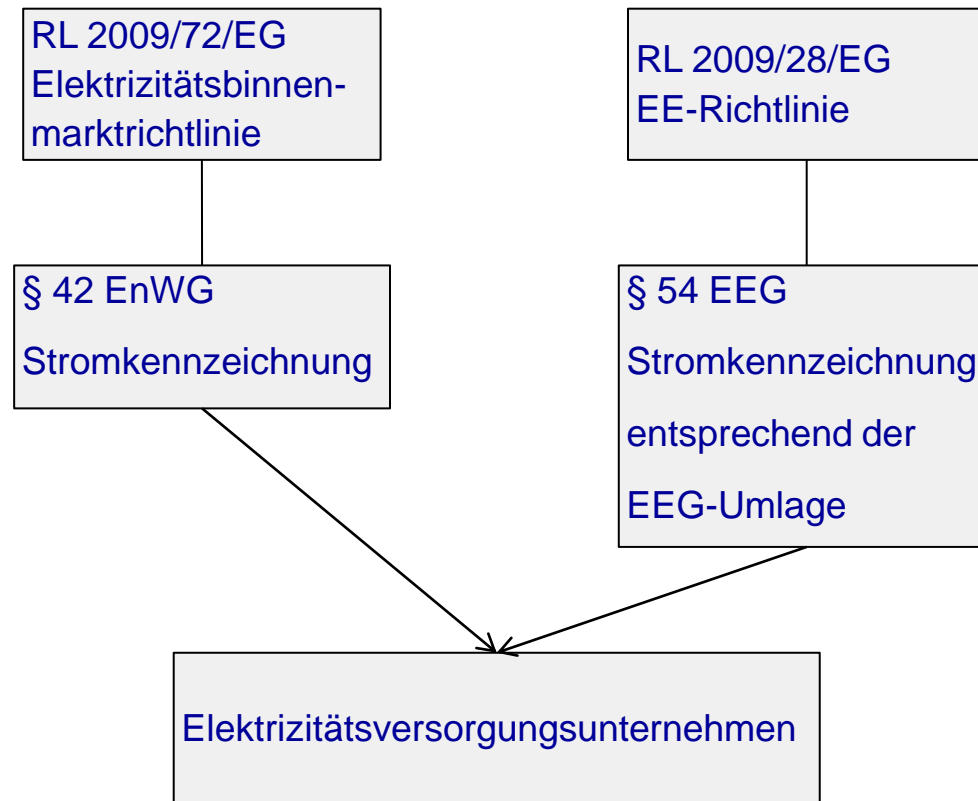 RL 2009/72/EG
Elektrizitätsbinnen-
marktrichtlinie
RL 2009/28/EG
EE-Richtlinie
§ 42 EnWG
Stromkennzeichnung
§ 54 EEG
Stromkennzeichnung
entsprechend der
EEG-Umlage
Elektrizitätsversorgungsunternehmen